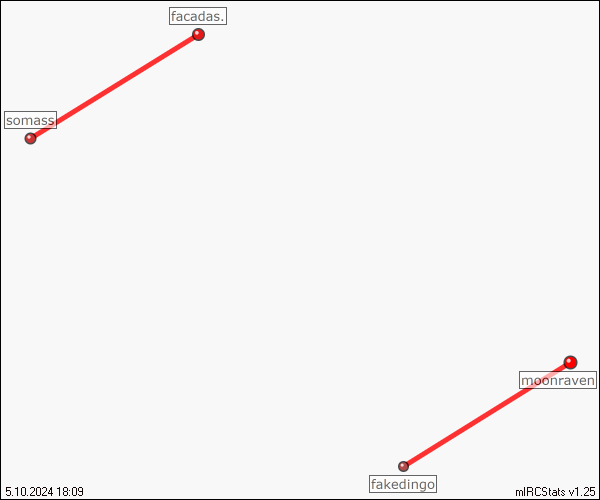 facadas.
somass
moonraven
fakedingo
5.10.2024 18:09
mIRCStats v1.25